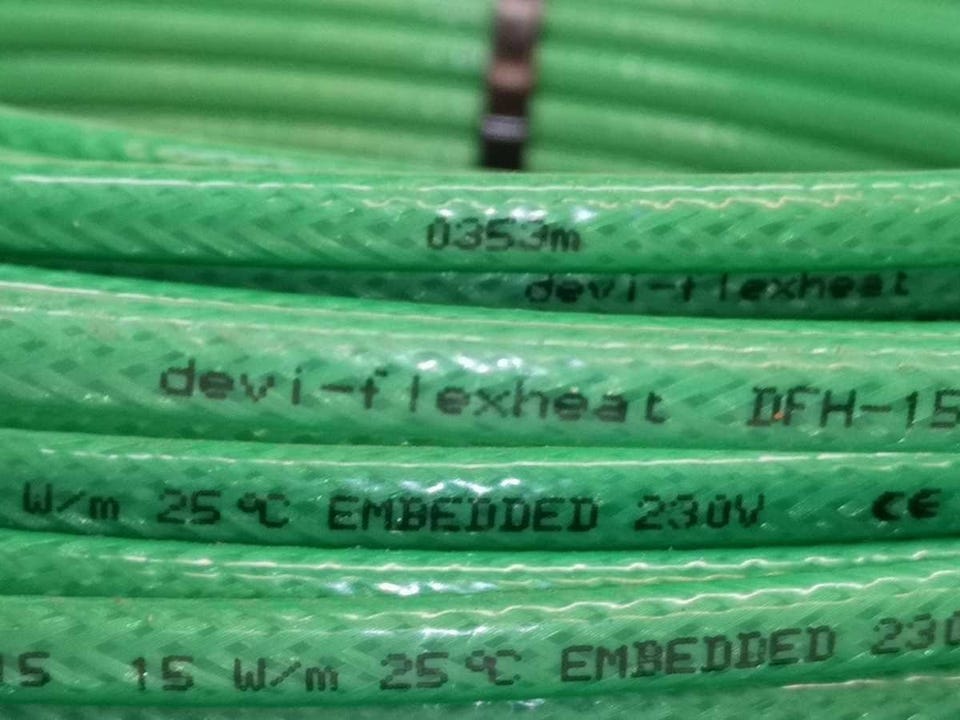 0353m
devi-flexheat
devi-flexheat DFH-15
W/m 25°C EMBEDDED 230V CE
15 15 W/m 25°C EMBEDDED 230